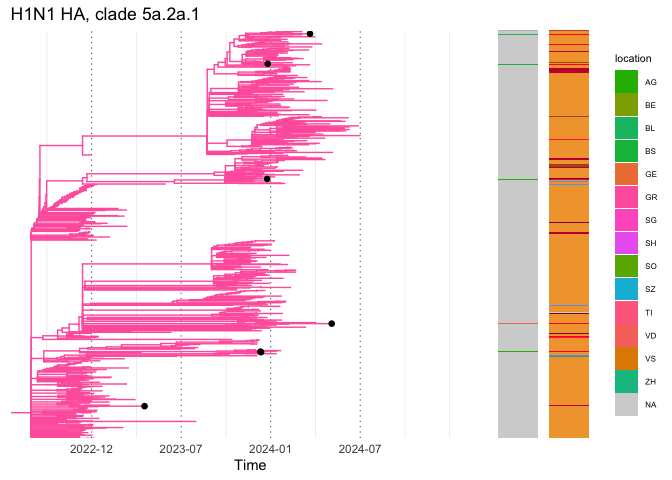 H1N1 HA, clade 5a.2a.1
location
AG
BE
BL
BS
GE
GR
SG
SH
SO
SZ
TI
VD
VS
ZH
NA
2022-12
2023-07
2024-01
2024-07
Time